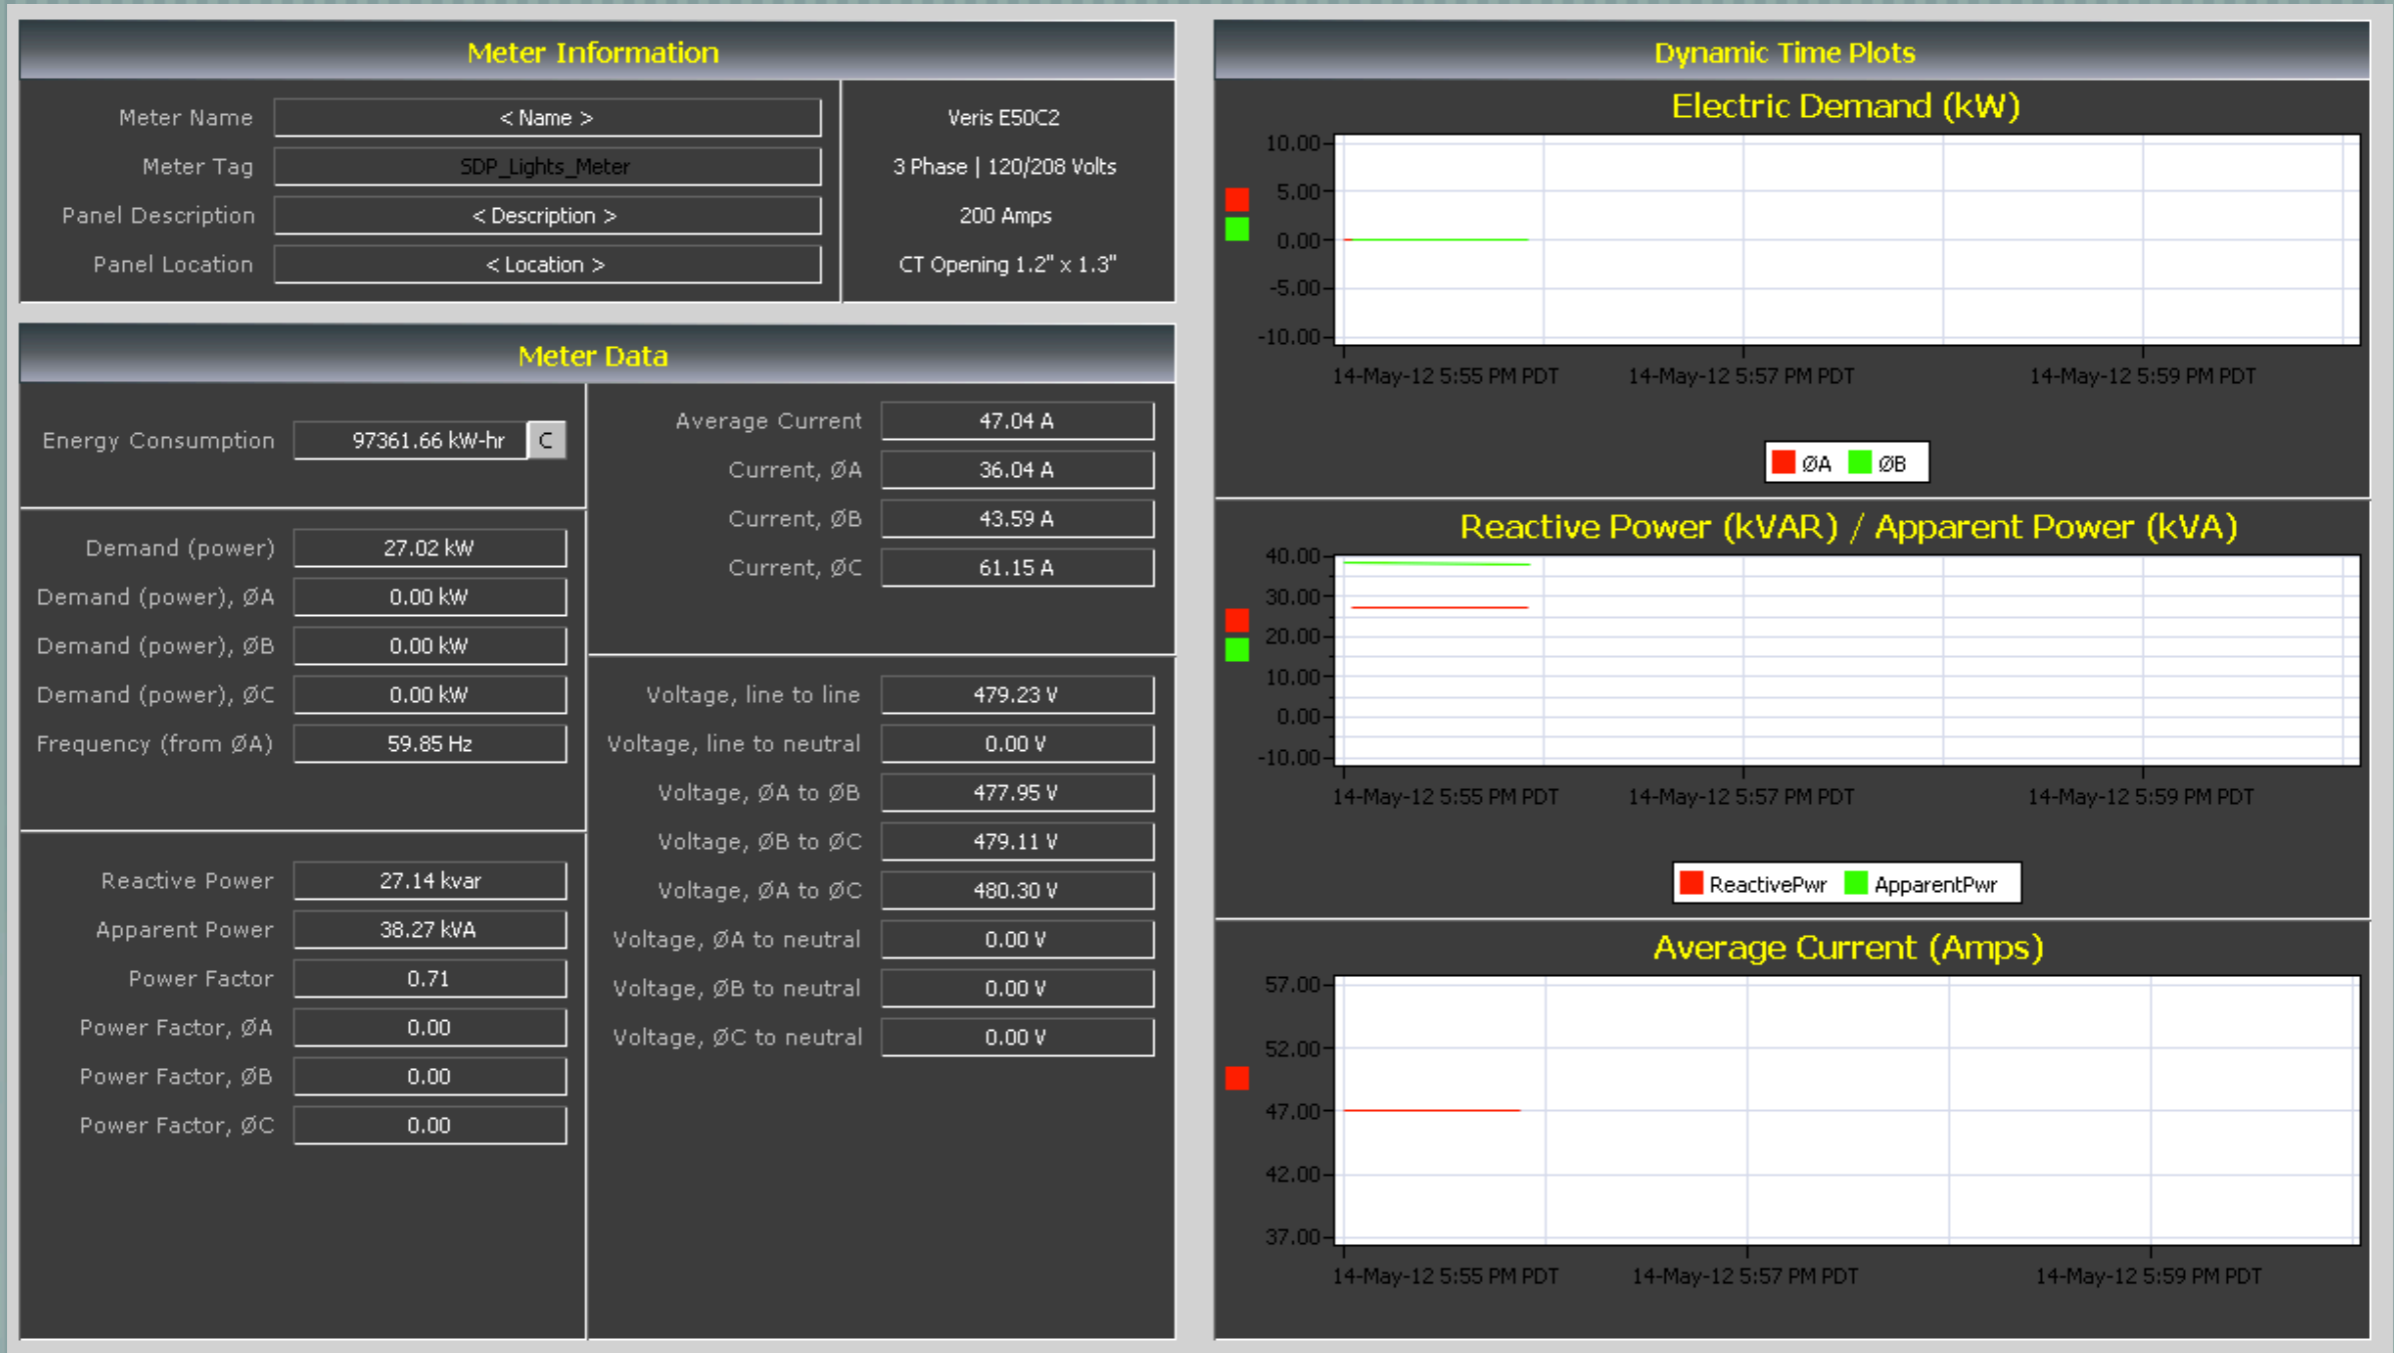 Meter Information
Meter Name < Name >
Meter Tag SDP_Lights_Meter
Panel Description < Description >
Panel Location < Location >
Veris E50C2
3 Phase | 120/208 Volts
200 Amps
CT Opening 1.2" x 1.3"
Meter Data
Energy Consumption 97361.66 kW-hr C
Demand (power) 27.02 kW
Demand (power), ØA 0.00 kW
Demand (power), ØB 0.00 kW
Demand (power), ØC 0.00 kW
Frequency (from ØA) 59.85 Hz
Reactive Power 27.14 kvar
Apparent Power 38.27 kVA
Power Factor 0.71
Power Factor, ØA 0.00
Power Factor, ØB 0.00
Power Factor, ØC 0.00
Average Current 47.04 A
Current, ØA 36.04 A
Current, ØB 43.59 A
Current, ØC 61.15 A
Voltage, line to line 479.23 V
Voltage, line to neutral 0.00 V
Voltage, ØA to ØB 477.95 V
Voltage, ØB to ØC 479.11 V
Voltage, ØA to ØC 480.30 V
Voltage, ØA to neutral 0.00 V
Voltage, ØB to neutral 0.00 V
Voltage, ØC to neutral 0.00 V
Dynamic Time Plots
Electric Demand (kW)
10.00
5.00
0.00
-5.00
-10.00
14-May-12 5:55 PM PDT 14-May-12 5:57 PM PDT 14-May-12 5:59 PM PDT
ØA ØB
Reactive Power (kVAR) / Apparent Power (kVA)
40.00
30.00
20.00
10.00
0.00
-10.00
14-May-12 5:55 PM PDT 14-May-12 5:57 PM PDT 14-May-12 5:59 PM PDT
ReactivePwr ApparentPwr
Average Current (Amps)
57.00
52.00
47.00
42.00
37.00
14-May-12 5:55 PM PDT 14-May-12 5:57 PM PDT 14-May-12 5:59 PM PDT